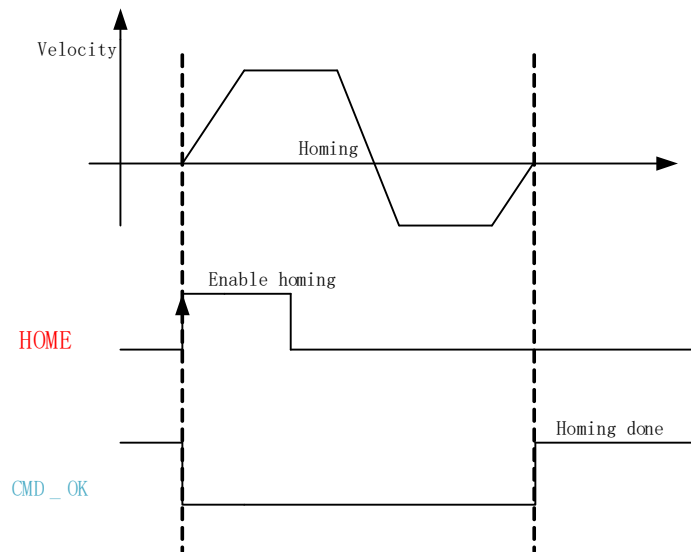 Velocity
Homing
Enable homing
HOME
Homing done
CMD_OK